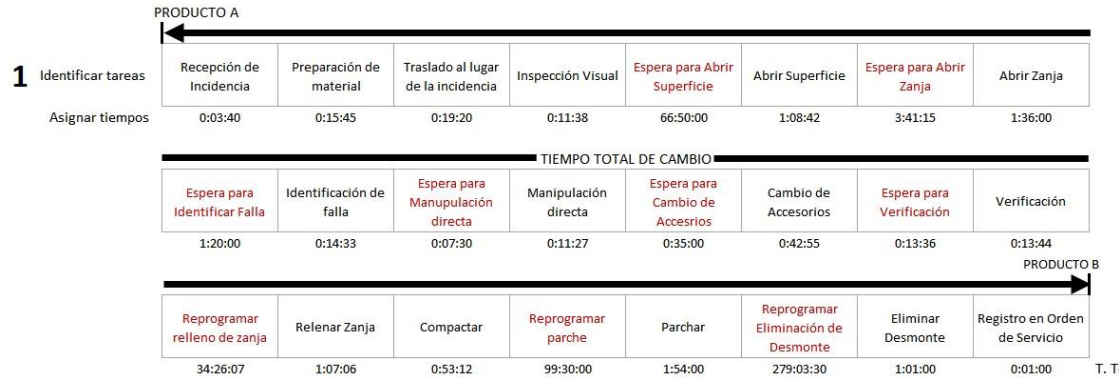 PRODUCTO A
1 Identificar tareas
Recepción de Incidencia
Preparación de material
Traslado al lugar de la incidencia
Inspección Visual
Espera para Abrir Superficie
Abrir Superficie
Espera para Abrir Zanja
Abrir Zanja
Asignar tiempos 0:03:40 0:15:45 0:19:20 0:11:38 66:50:00 1:08:42 3:41:15 1:36:00
TIEMPO TOTAL DE CAMBIO
Espera para Identificar Falla
Identificación de falla
Espera para Manupulación directa
Manipulación directa
Espera para Cambio de Accesrios
Cambio de Accesorios
Espera para Verificación
Verificación
1:20:00 0:14:33 0:07:30 0:11:27 0:35:00 0:42:55 0:13:36 0:13:44
PRODUCTO B
Reprogramar relleno de zanja
Relenar Zanja
Compactar
Reprogramar parche
Parchar
Reprogramar Eliminación de Desmonte
Eliminar Desmonte
Registro en Orden de Servicio
34:26:07 1:07:06 0:53:12 99:30:00 1:54:00 279:03:30 1:01:00 0:01:00 T. T